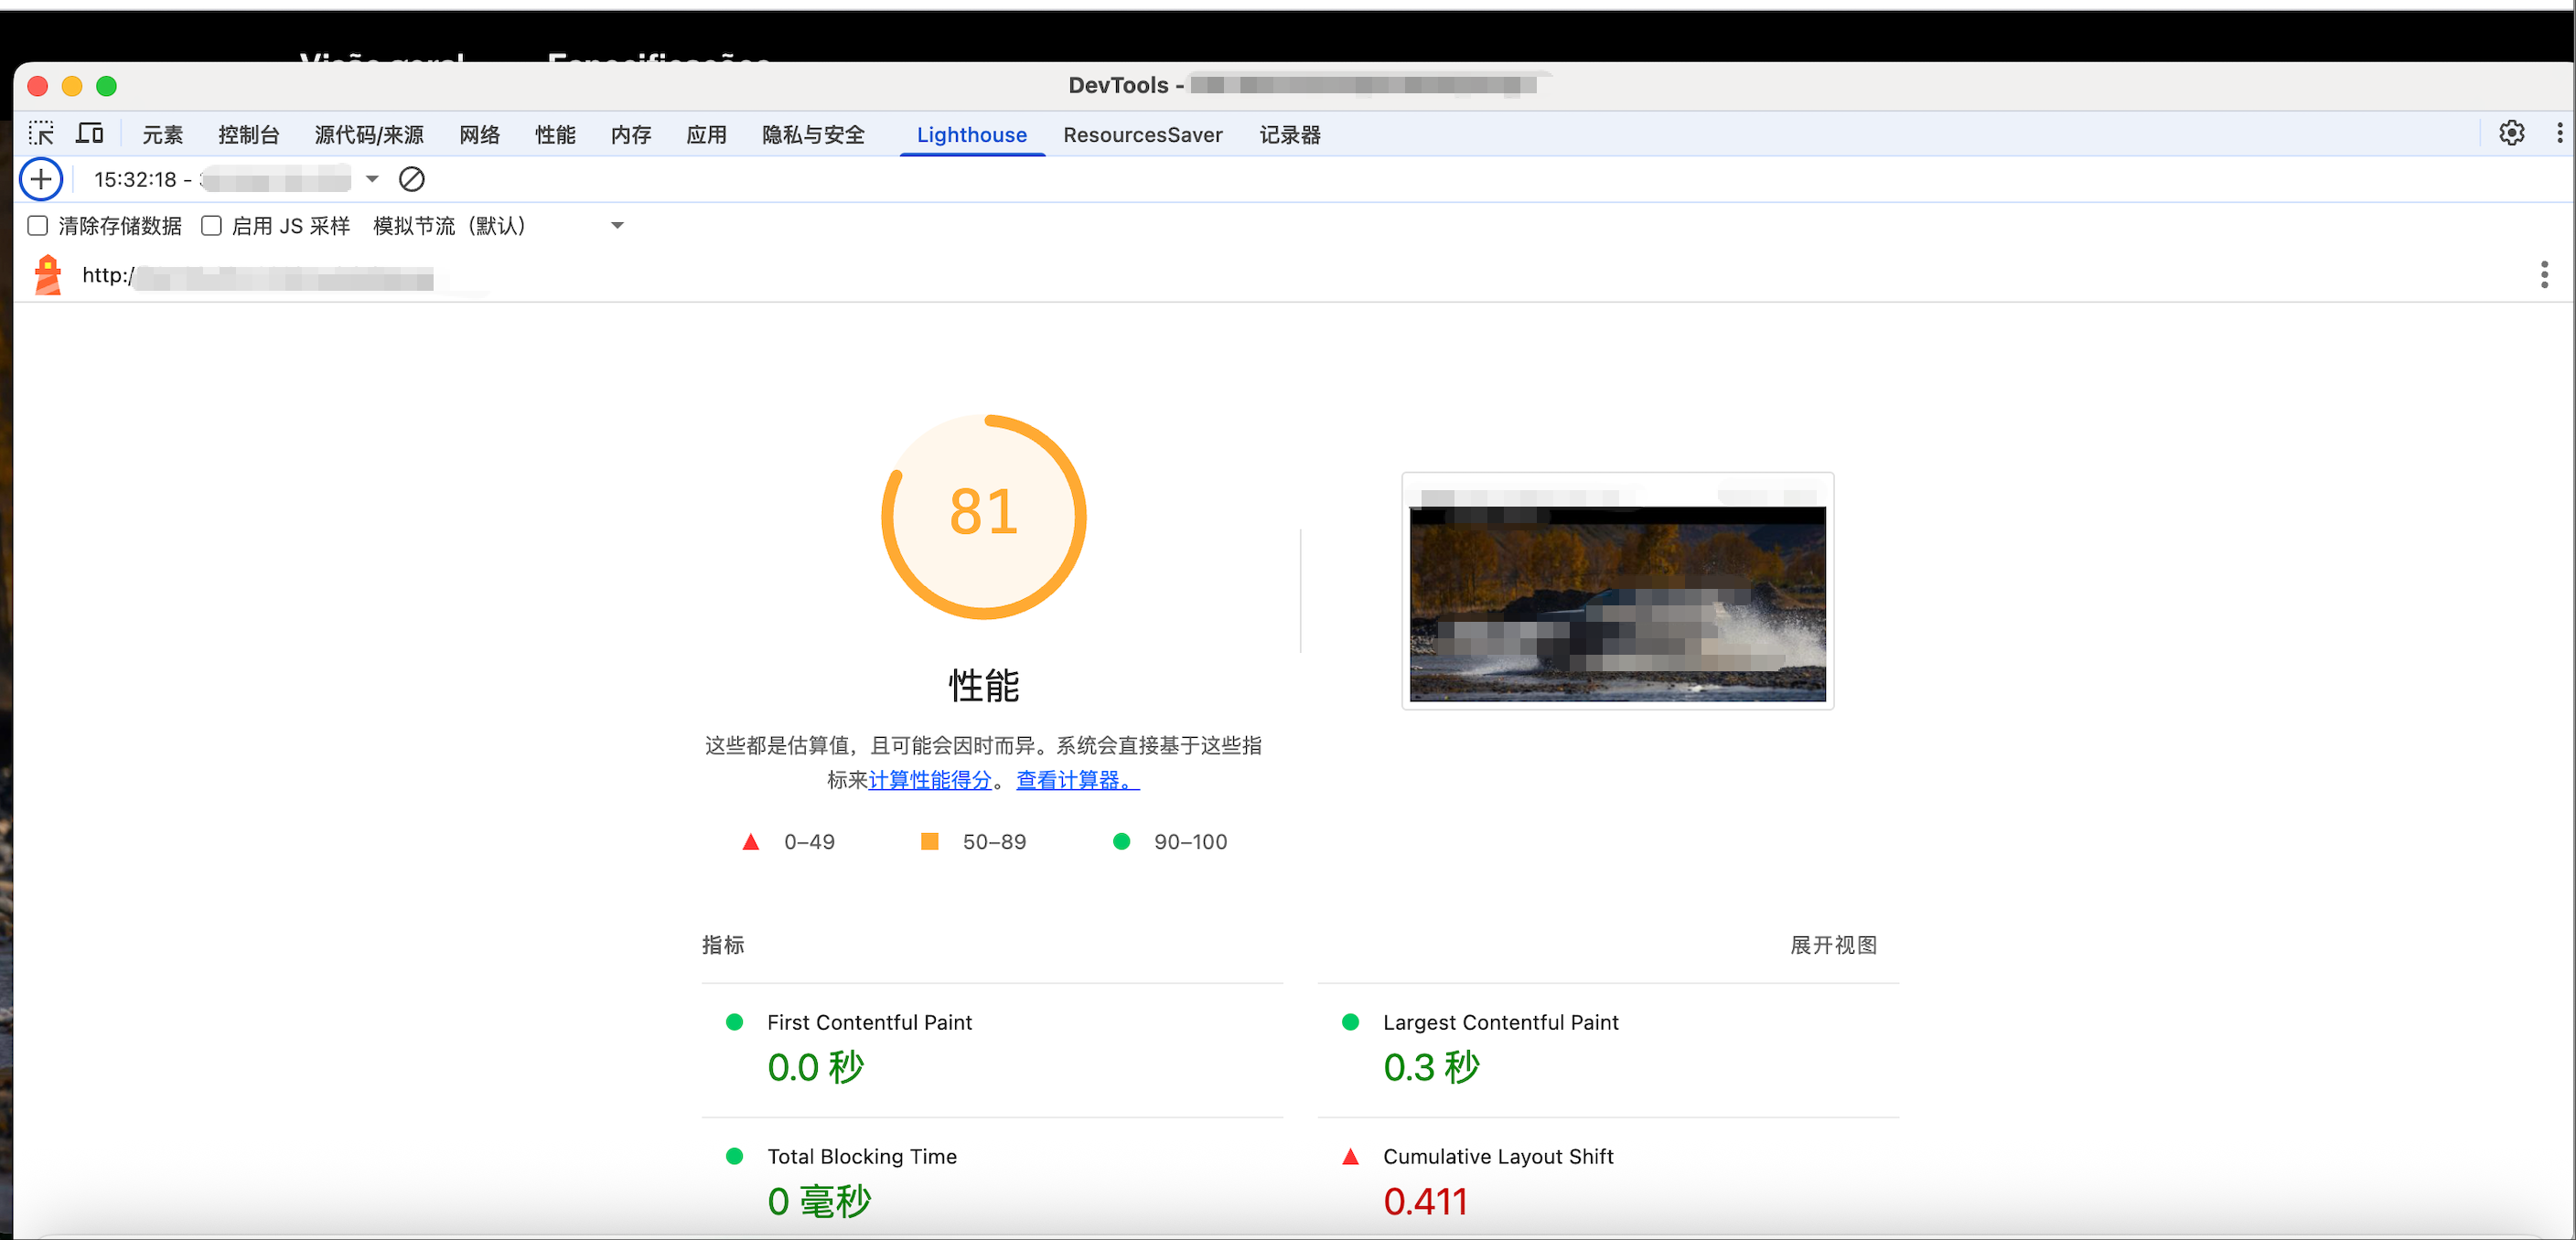 Visão geral Especificações
DevTools -
元素 控制台 源代码/来源 网络 性能 内存 应用 隐私与安全 Lighthouse ResourcesSaver 记录器
15:32:18 -
清除存储数据 启用 JS 采样 模拟节流（默认）
http:/
81
性能
这些都是估算值，且可能会因时而异。系统会直接基于这些指
标来计算性能得分。查看计算器。
0–49 50–89 90–100
指标 展开视图
First Contentful Paint Largest Contentful Paint
0.0 秒 0.3 秒
Total Blocking Time Cumulative Layout Shift
0 毫秒 0.411